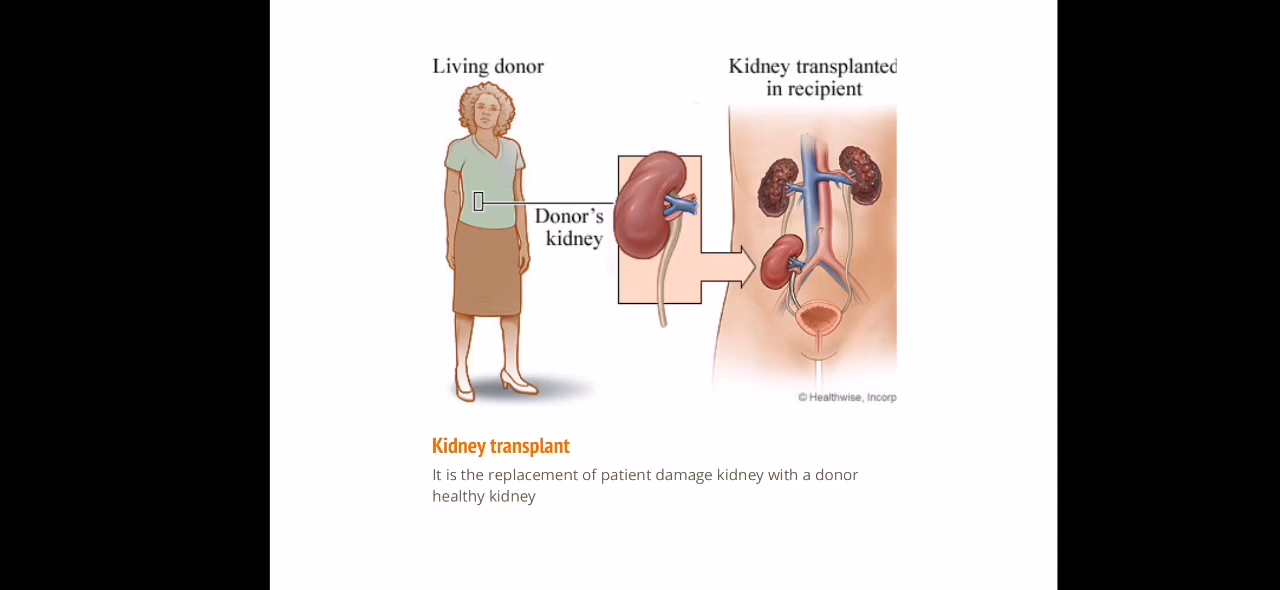 Living donor
Kidney transplanted
in recipient
Donor's
kidney
© Healthwise, Incorp
Kidney transplant
It is the replacement of patient damage kidney with a donor
healthy kidney